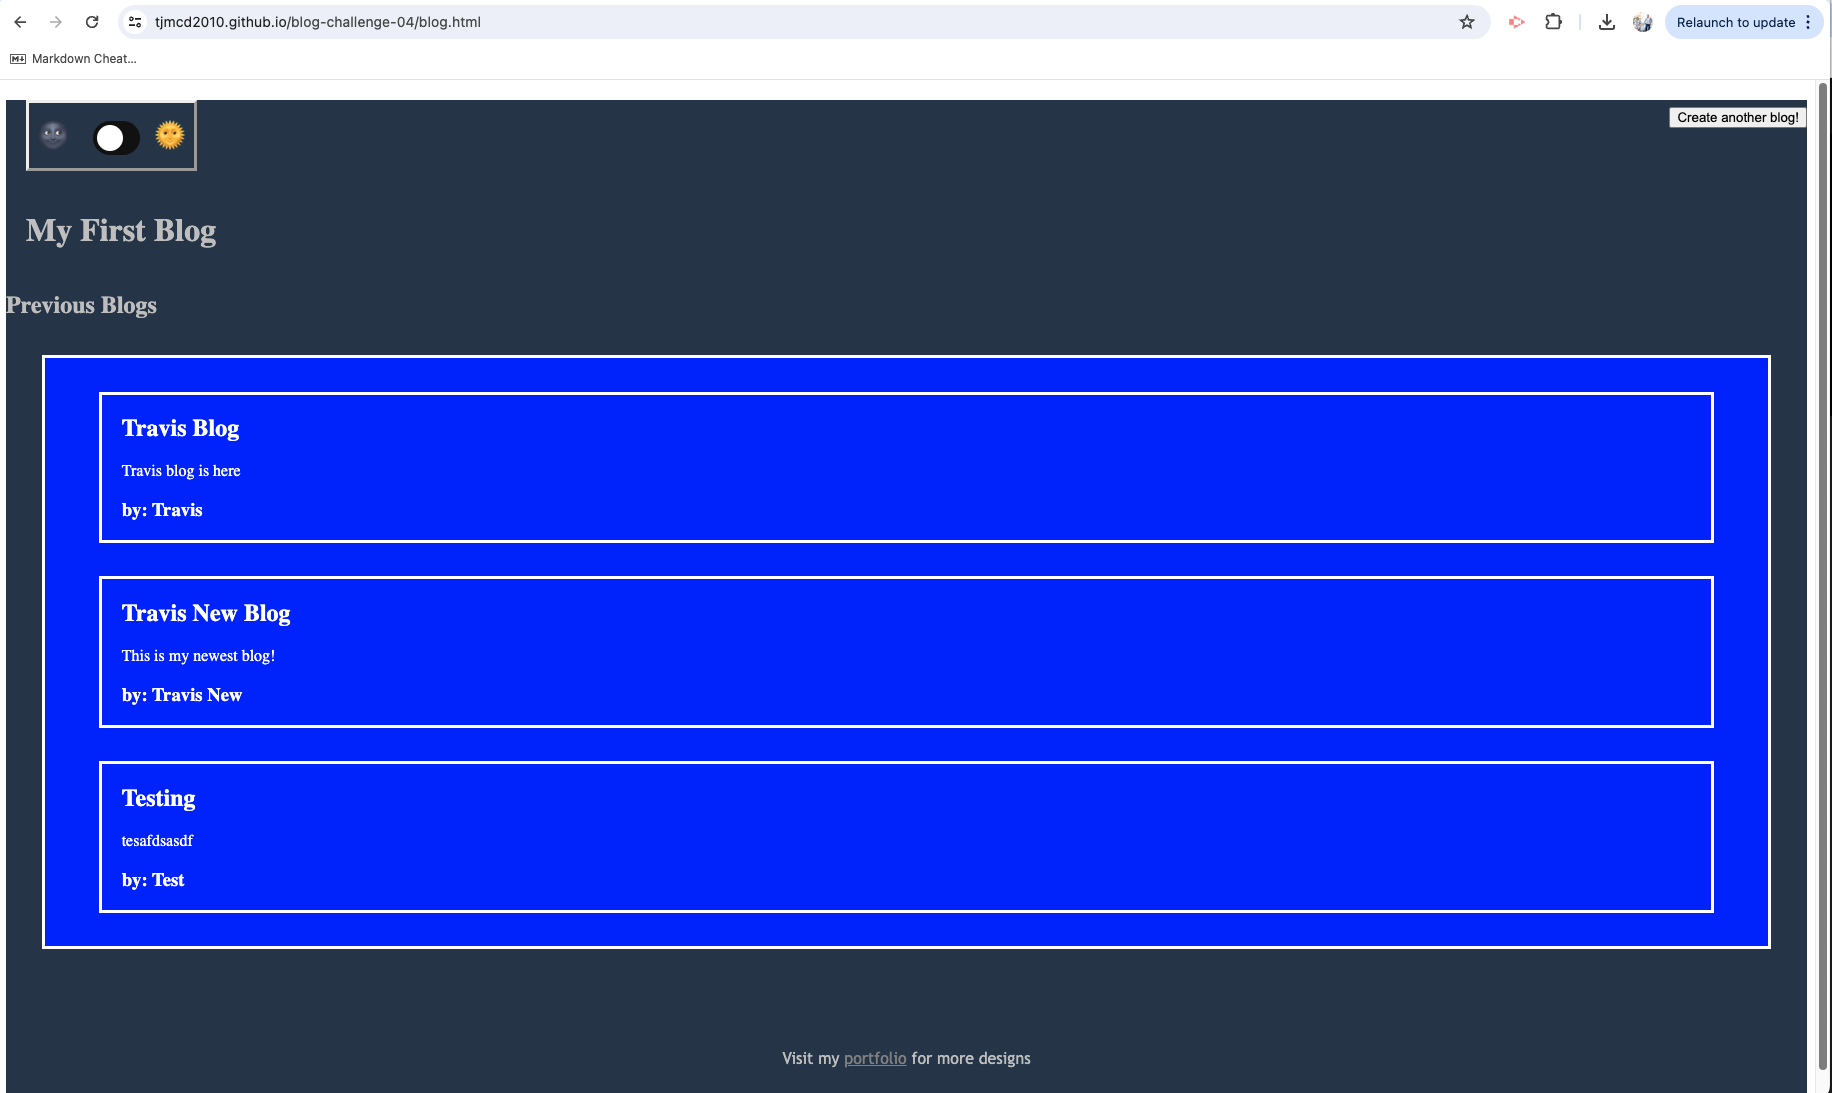 tjmcd2010.github.io/blog-challenge-04/blog.html
Relaunch to update
Markdown Cheat...
Create another blog!
My First Blog
Previous Blogs
Travis Blog
Travis blog is here
by: Travis
Travis New Blog
This is my newest blog!
by: Travis New
Testing
tesafdsasdf
by: Test
Visit my portfolio for more designs